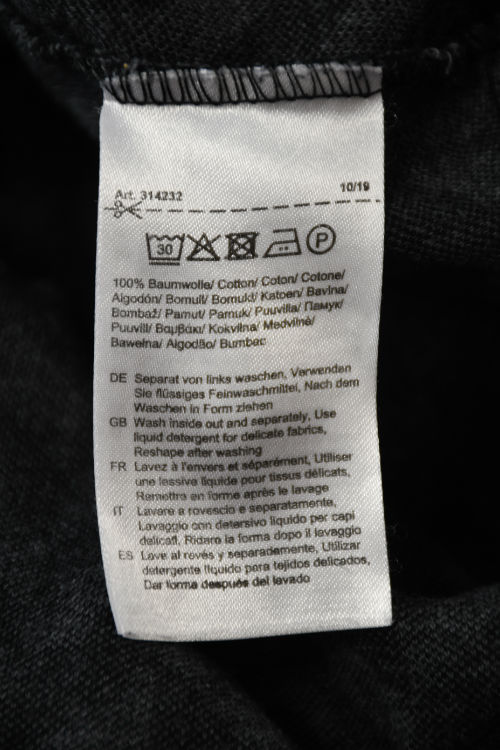 Art. 314232
10/19
30
P
100% Baumwolle/ Cotton/ Coton/ Cotone/
Algodón/ Bomull/ Bomuld/ Katoen/ Bavlna/
Bombaž/ Pamut/ Pamuk/ Puuvilla/ Памук/
Puuvill/ Βαμβάκι/ Kokvilna/ Medvilnė/
Bawełna/ Algodão/ Bumbac
DE Separat von links waschen, Verwenden
Sie flüssiges Feinwaschmittel, Nach dem
Waschen in Form ziehen
GB Wash inside out and separately, Use
liquid detergent for delicate fabrics,
Reshape after washing
FR Lavez à l'envers et séparément, Utiliser
une lessive liquide pour tissus délicats,
Remettre en forme après le lavage
IT Lavare a rovescio e separatamente,
Lavaggio con detersivo liquido per capi
delicati, Ridare la forma dopo il lavaggio
ES Lave al revés y separademente, Utilizar
detergente líquido para tejidos delicados,
Dar forma después del lavado